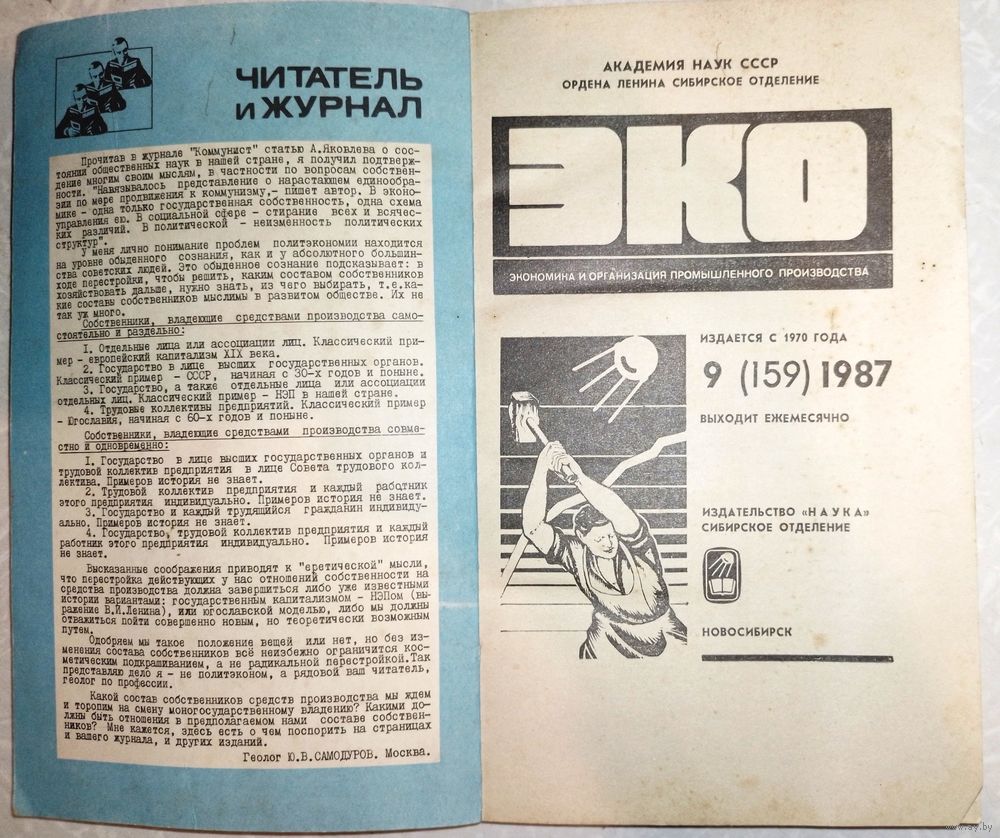 ЧИТАТЕЛЬ
и ЖУРНАЛ
Прочитав в журнале "Коммунист" статью А.Яковлева о сос-
тоянии общественных наук в нашей стране, я получил подтверж-
дение многим своим мыслям, в частности по вопросам собствен-
ности. "Навязывалось представление о нарастающем единообра-
зии по мере продвижения к коммунизму,- пишет автор. В эконо-
мике - одна только государственная собственность, одна схема
управления ею. В социальной сфере - стирание всех и всячес-
ких различий. В политической - неизменность политических
структур".
У меня лично понимание проблем политэкономии находится
на уровне обыденного сознания, как и у абсолютного большин-
ства советских людей. Это обыденное сознание подсказывает: в
ходе перестройки, чтобы решить, каким составом собственников
хозяйствовать дальше, нужно знать, из чего выбирать, т.е.ка-
кие составы собственников мыслимы в развитом обществе. Их не
так уж много.
Собственники, владеющие средствами производства само-
стоятельно и раздельно:
I. Отдельные лица или ассоциации лиц. Классический при-
мер - европейский капитализм XIX века.
2. Государство в лице высших государственных органов.
Классический пример - СССР, начиная с 30-х годов и поныне.
3. Государство, а также отдельные лица или ассоциации
отдельных лиц. Классический пример - НЭП в нашей стране.
4. Трудовые коллективы предприятий. Классический пример
- Югославия, начиная с 60-х годов и поныне.
Собственники, владеющие средствами производства совме-
стно и одновременно:
I. Государство в лице высших государственных органов и
трудовой коллектив предприятия в лице Совета трудового кол-
лектива. Примеров история не знает.
2. Трудовой коллектив предприятия и каждый работник
этого предприятия индивидуально. Примеров история не знает.
3. Государство и каждый трудящийся гражданин индивиду-
ально. Примеров история не знает.
4. Государство, трудовой коллектив предприятия и каждый
работник этого предприятия индивидуально. Примеров история
не знает.
Высказанные соображения приводят к "еретической" мысли,
что перестройка действующих у нас отношений собственности на
средства производства должна завершиться либо уже известными
истории вариантами: государственным капитализмом - НЭПом (вы-
ражение В.И.Ленина), или югославской моделью, либо мы должны
отважиться пойти совершенно новым, но теоретически возможным
путем.
Одобряем мы такое положение вещей или нет, но без из-
менения состава собственников всё неизбежно ограничится кос-
метическим подкрашиванием, а не радикальной перестройкой.Так
представляю дело я - не политэконом, а рядовой ваш читатель,
геолог по профессии.
Какой состав собственников средств производства мы ждем
и торопим на смену моногосударственному владению? Какими до-
лжны быть отношения в предполагаемом нами составе собствен-
ников? Мне кажется, здесь есть о чем поспорить на страницах
и вашего журнала, и других изданий.
Геолог Ю.В.САМОДУРОВ. Москва.
АКАДЕМИЯ НАУК СССР
ОРДЕНА ЛЕНИНА СИБИРСКОЕ ОТДЕЛЕНИЕ
ЭКО
ЭКОНОМИКА И ОРГАНИЗАЦИЯ ПРОМЫШЛЕННОГО ПРОИЗВОДСТВА
ИЗДАЕТСЯ С 1970 ГОДА
9 (159) 1987
ВЫХОДИТ ЕЖЕМЕСЯЧНО
ИЗДАТЕЛЬСТВО «НАУКА»
СИБИРСКОЕ ОТДЕЛЕНИЕ
НОВОСИБИРСК
www.ay.by